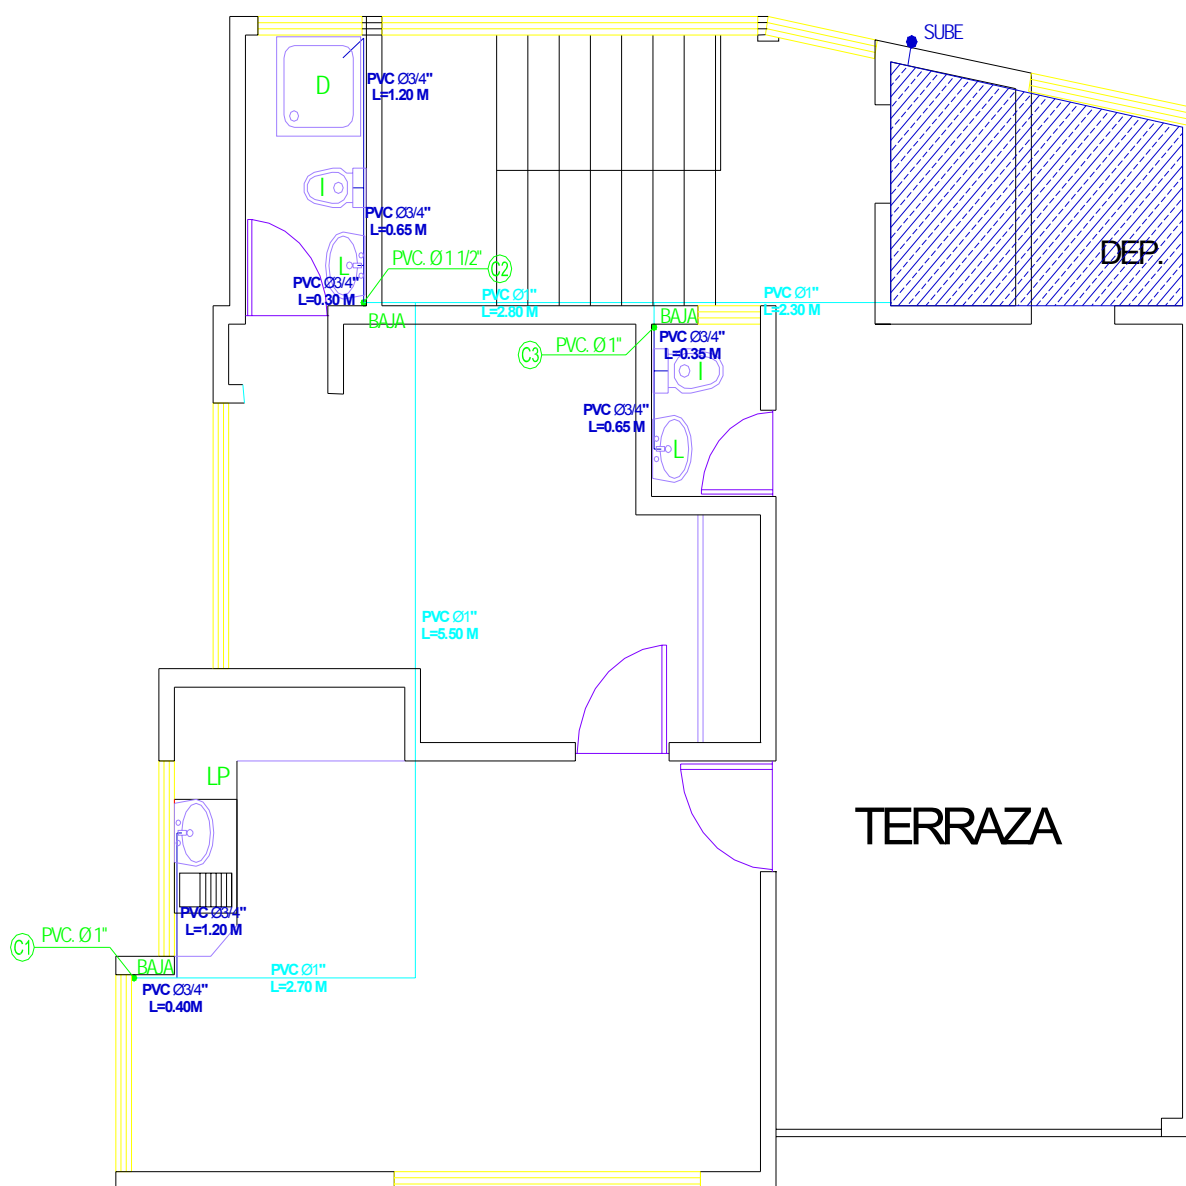 SUBE
D
PVC Ø3/4"
L=1.20 M
I
PVC Ø3/4"
L=0.65 M
L
PVC. Ø1 1/2"
C2
DEP.
PVC Ø3/4"
L=0.30 M
PVC Ø1"
L=2.80 M
PVC Ø1"
L=2.30 M
BAJA
BAJA
C3
PVC. Ø1"
PVC Ø3/4"
L=0.35 M
I
PVC Ø3/4"
L=0.65 M
L
PVC Ø1"
L=5.50 M
LP
TERRAZA
PVC Ø3/4"
L=1.20 M
C1
PVC. Ø1"
BAJA
PVC Ø1"
L=2.70 M
PVC Ø3/4"
L=0.40M